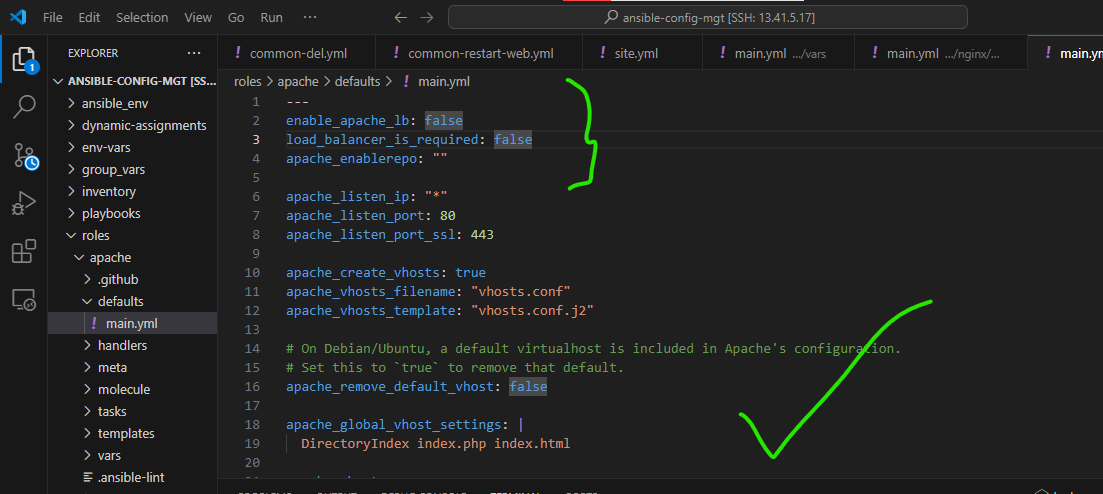 File Edit Selection View Go Run ... ansible-config-mgt [SSH: 13.41.5.17]
EXPLORER ...
common-del.yml common-restart-web.yml site.yml main.yml .../vars main.yml .../nginx/...
roles > apache > defaults > main.yml
ANSIBLE-CONFIG-MGT [SS...
ansible_env
dynamic-assignments
env-vars
group_vars
inventory
playbooks
roles
apache
.github
defaults
main.yml
handlers
meta
molecule
tasks
templates
vars
.ansible-lint
1
1 ---
2 enable_apache_lb: false
3 load_balancer_is_required: false
4 apache_enablerepo: ""
5
6 apache_listen_ip: "*"
7 apache_listen_port: 80
8 apache_listen_port_ssl: 443
9
10 apache_create_vhosts: true
11 apache_vhosts_filename: "vhosts.conf"
12 apache_vhosts_template: "vhosts.conf.j2"
13
14 # On Debian/Ubuntu, a default virtualhost is included in Apache's configuration.
15 # Set this to `true` to remove that default.
16 apache_remove_default_vhost: false
17
18 apache_global_vhost_settings: |
19 DirectoryIndex index.php index.html
20